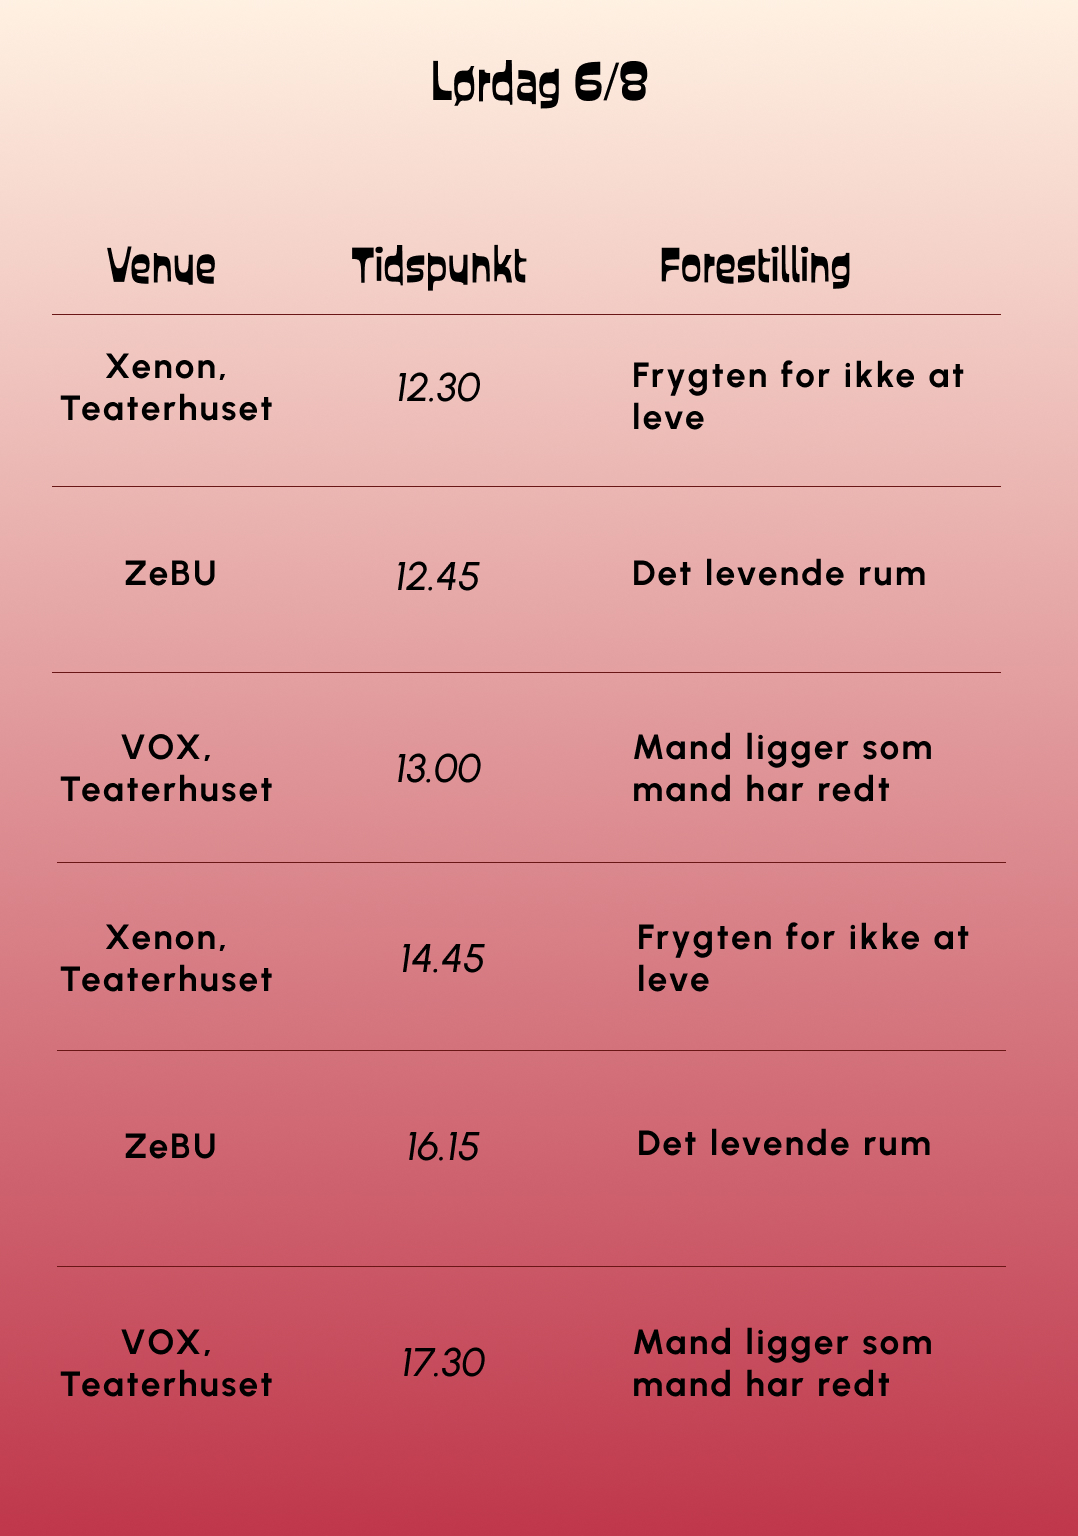 Lørdag 6/8
Venue Tidspunkt Forestilling
Xenon,
Teaterhuset
12.30
Frygten for ikke at
leve
ZeBU
12.45
Det levende rum
VOX,
Teaterhuset
13.00
Mand ligger som
mand har redt
Xenon,
Teaterhuset
14.45
Frygten for ikke at
leve
ZeBU
16.15
Det levende rum
VOX,
Teaterhuset
17.30
Mand ligger som
mand har redt